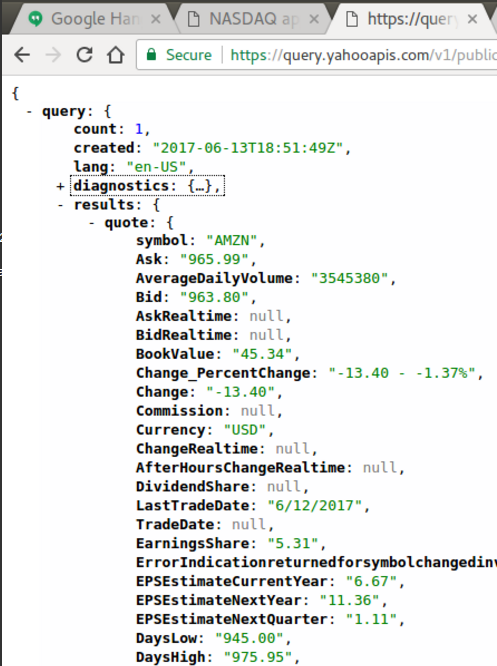 Google Han
NASDAQ ap
https://query
Secure https://query.yahooapis.com/v1/public
{
- query: {
count: 1,
created: "2017-06-13T18:51:49Z",
lang: "en-US",
+ diagnostics: {…},
- results: {
- quote: {
symbol: "AMZN",
Ask: "965.99",
AverageDailyVolume: "3545380",
Bid: "963.80",
AskRealtime: null,
BidRealtime: null,
BookValue: "45.34",
Change_PercentChange: "-13.40 - -1.37%",
Change: "-13.40",
Commission: null,
Currency: "USD",
ChangeRealtime: null,
AfterHoursChangeRealtime: null,
DividendShare: null,
LastTradeDate: "6/12/2017",
TradeDate: null,
EarningsShare: "5.31",
ErrorIndicationreturnedforsymbolchangedinv
EPSEstimateCurrentYear: "6.67",
EPSEstimateNextYear: "11.36",
EPSEstimateNextQuarter: "1.11",
DaysLow: "945.00",
DaysHigh: "975.95",